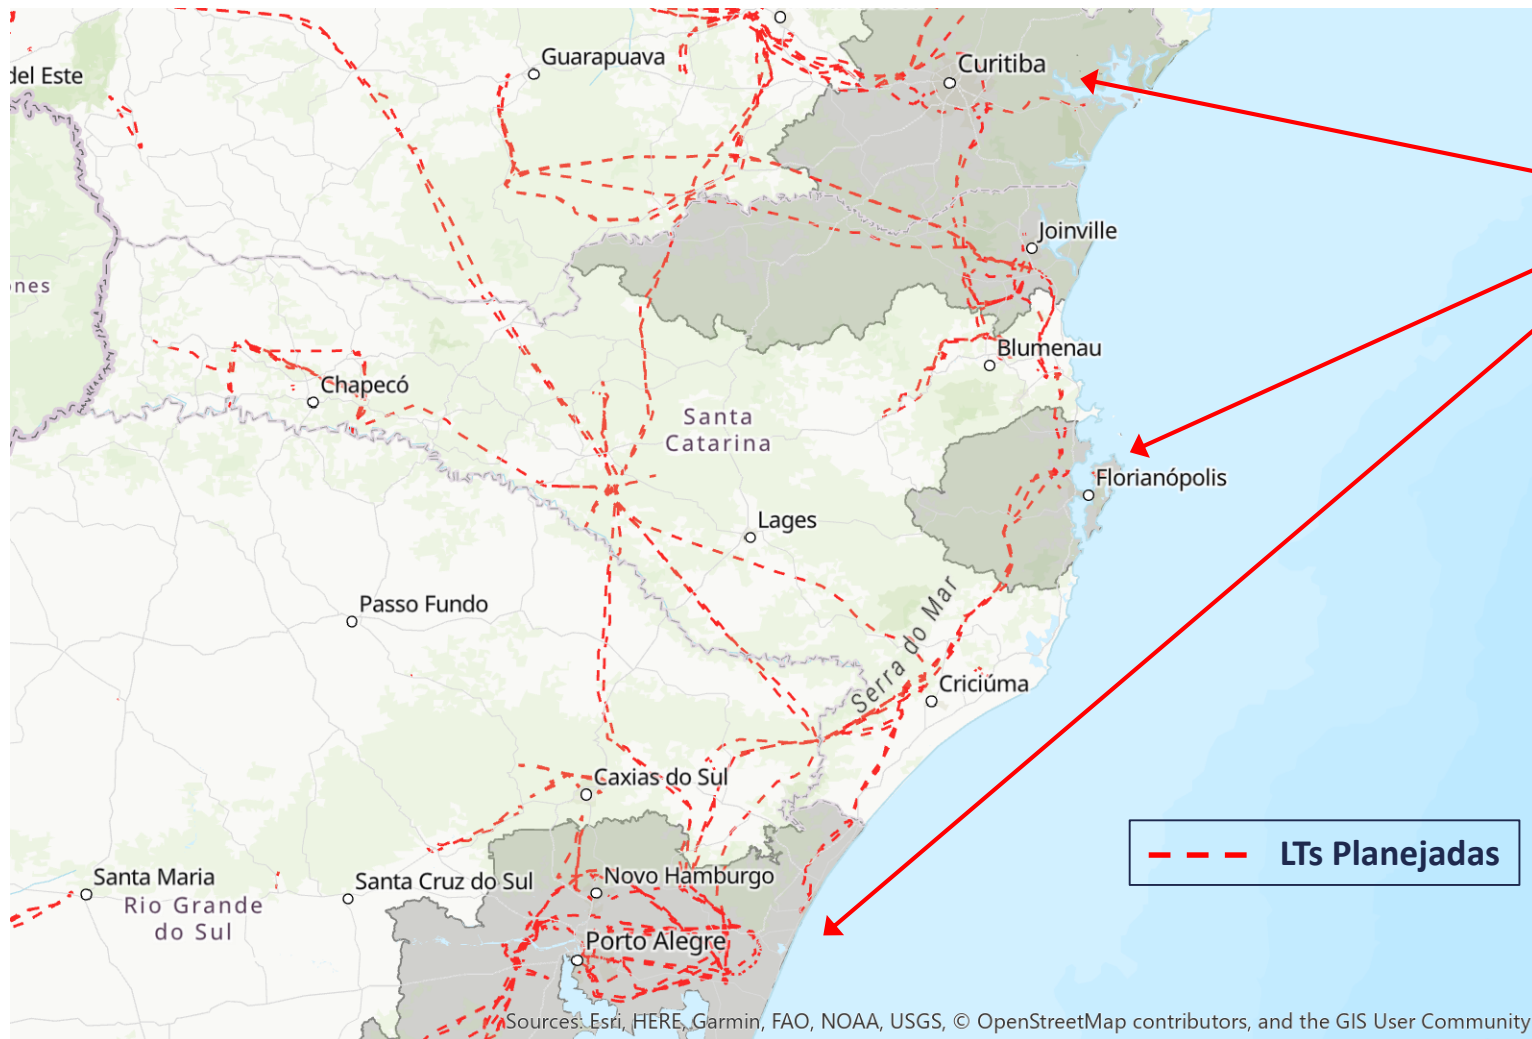 Guarapuava
Curitiba
del Este
Joinville
ones
Blumenau
Chapecó
Santa
Catarina
Florianópolis
Lages
Passo Fundo
Serra do Mar
Criciúma
Caxias do Sul
LTs Planejadas
Santa Maria
Santa Cruz do Sul
Novo Hamburgo
Rio Grande
do Sul
Porto Alegre
Sources: Esri, HERE, Garmin, FAO, NOAA, USGS, © OpenStreetMap contributors, and the GIS User Community